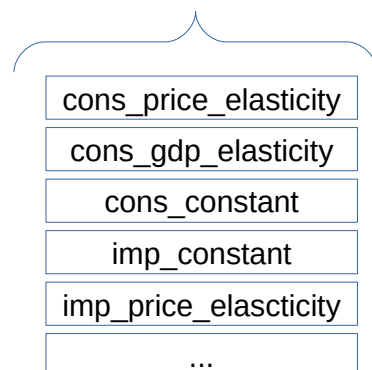 cons_price_elasticity
cons_gdp_elasticity
cons_constant
imp_constant
imp_price_elascticity
...